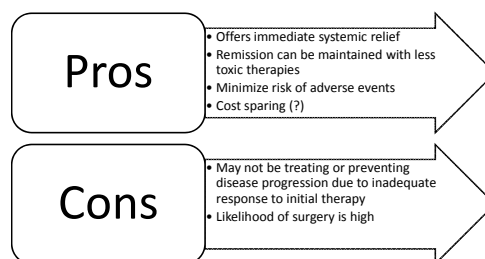 Pros
• Offers immediate systemic relief
• Remission can be maintained with less
toxic therapies
• Minimize risk of adverse events
• Cost sparing (?)
Cons
• May not be treating or preventing
disease progression due to inadequate
response to initial therapy
• Likelihood of surgery is high